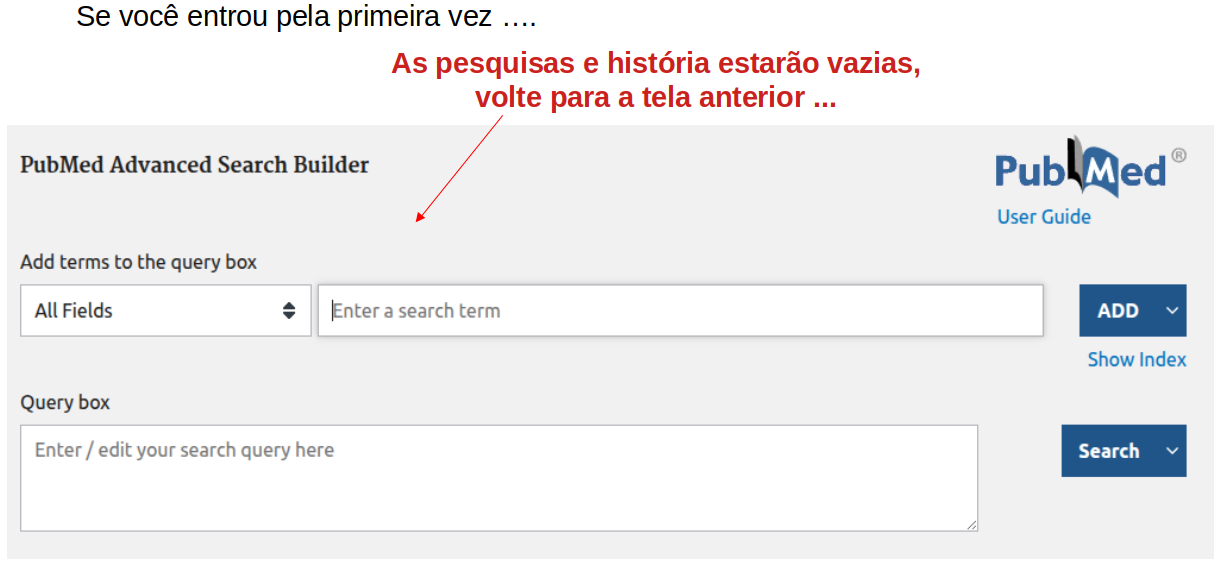 Se você entrou pela primeira vez ….
As pesquisas e história estarão vazias,
volte para a tela anterior ...
PubMed Advanced Search Builder
PubMed®
User Guide
Add terms to the query box
All Fields
Enter a search term
ADD
Show Index
Query box
Enter / edit your search query here
Search